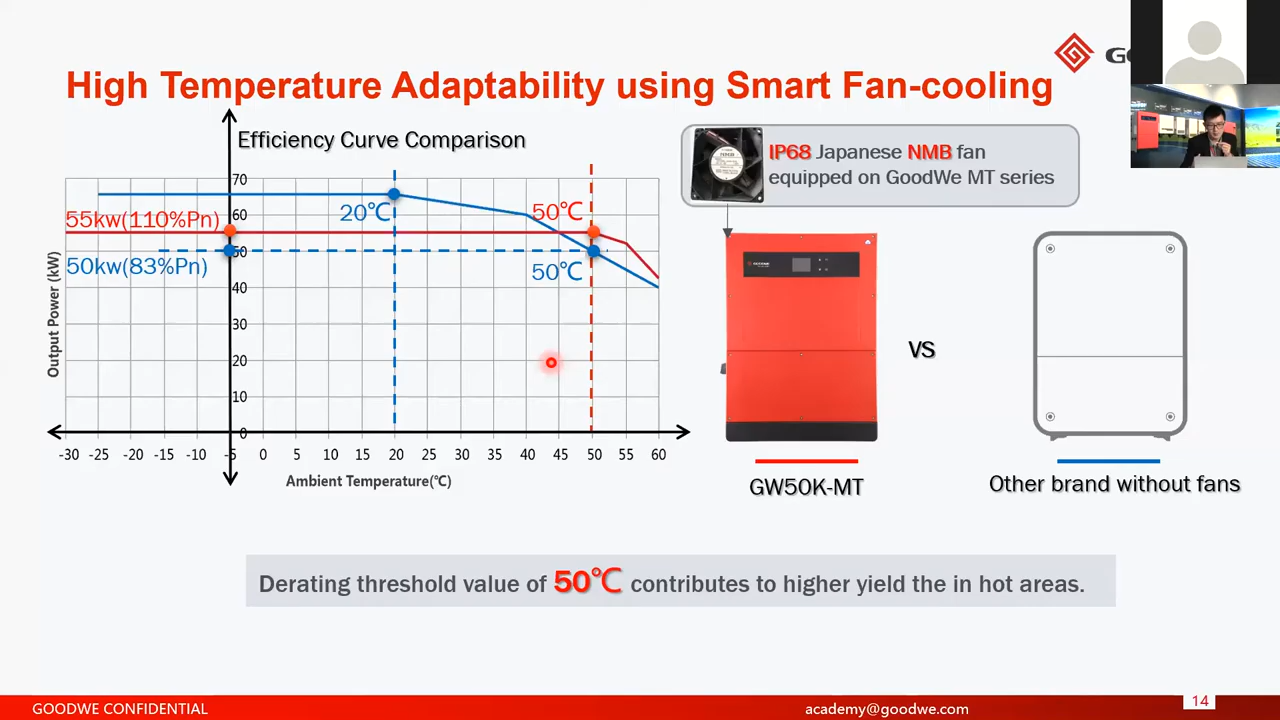 High Temperature Adaptability using Smart Fan-cooling
Efficiency Curve Comparison
IP68 Japanese NMB fan
equipped on GoodWe MT series
70
60
50
40
30
20
10
0
55kw(110%Pn)
50kw(83%Pn)
20℃
50℃
50℃
Output Power (kW)
-30 -25 -20 -15 -10 -5 0 5 10 15 20 25 30 35 40 45 50 55 60
Ambient Temperature(℃)
VS
GW50K-MT
Other brand without fans
Derating threshold value of 50℃ contributes to higher yield the in hot areas.
GOODWE CONFIDENTIAL
academy@goodwe.com
14